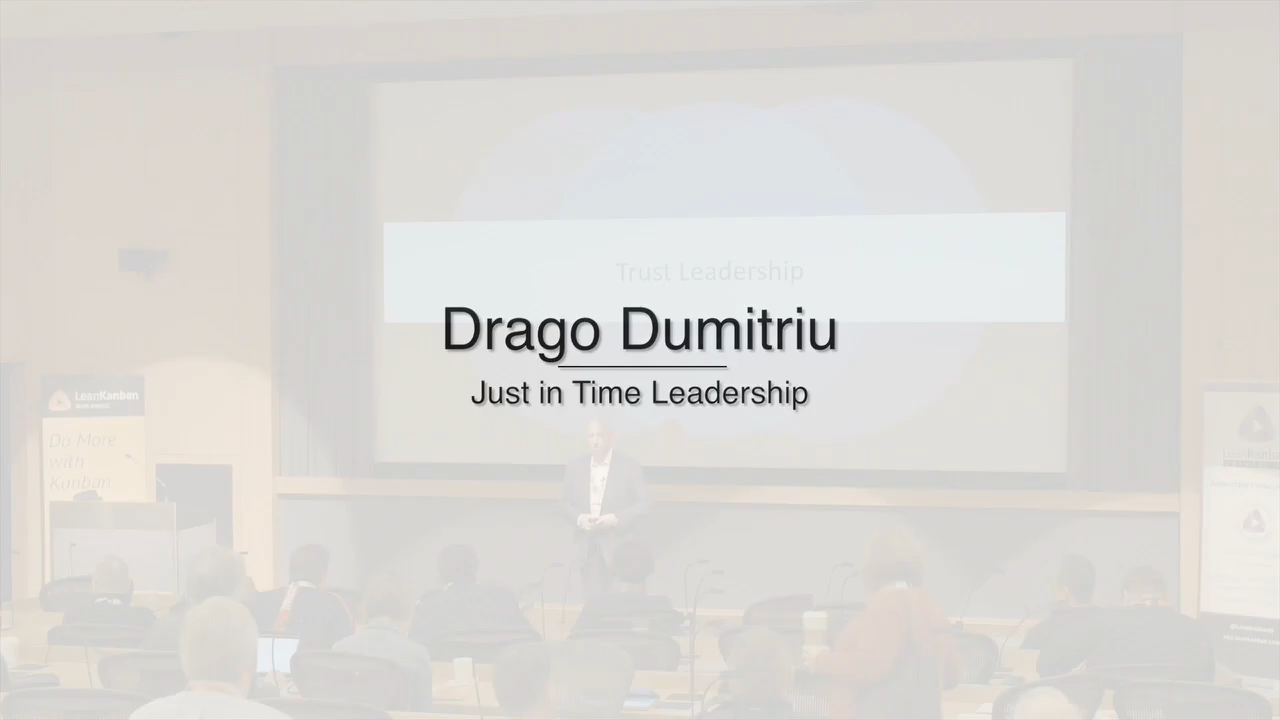 Trust Leadership
Drago Dumitriu
Just in Time Leadership
LeanKanban
Do More
with
Kanban